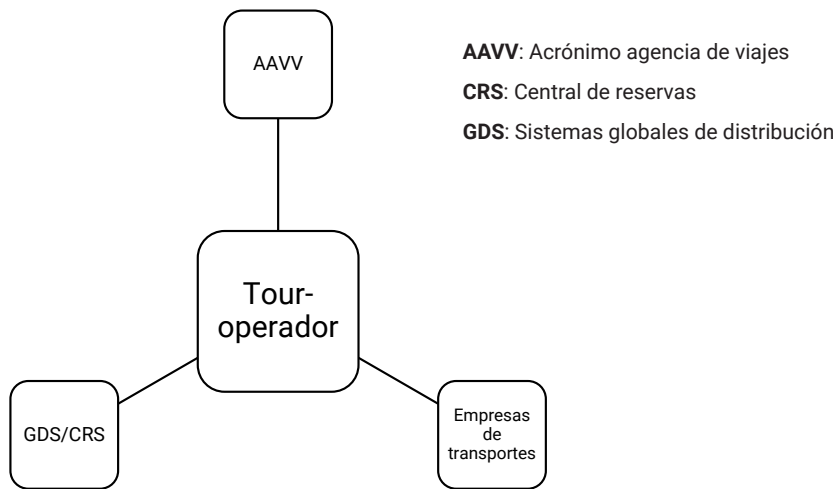 AAVV
AAVV: Acrónimo agencia de viajes
CRS: Central de reservas
GDS: Sistemas globales de distribución
Tour-
operador
GDS/CRS
Empresas
de
transportes